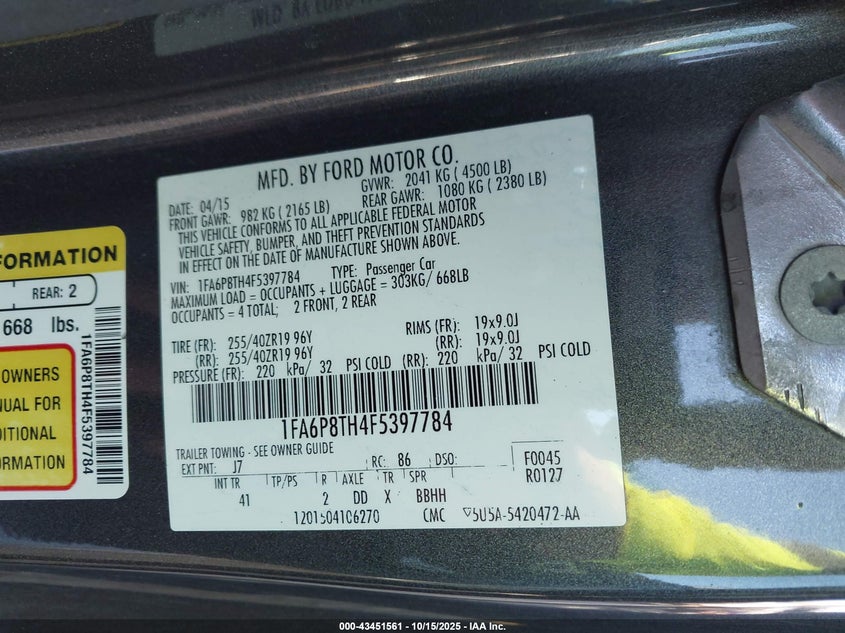 MFD. BY FORD MOTOR CO.
DATE: 04/15 GVWR: 2041 KG ( 4500 LB)
FRONT GAWR: 982 KG ( 2165 LB) REAR GAWR: 1080 KG ( 2380 LB)
THIS VEHICLE CONFORMS TO ALL APPLICABLE FEDERAL MOTOR
VEHICLE SAFETY, BUMPER, AND THEFT PREVENTION STANDARDS
IN EFFECT ON THE DATE OF MANUFACTURE SHOWN ABOVE.
VIN: 1FA6P8TH4F5397784 TYPE: Passenger Car
MAXIMUM LOAD = OCCUPANTS + LUGGAGE = 303KG/ 668LB
OCCUPANTS = 4 TOTAL; 2 FRONT, 2 REAR
TIRE (FR): 255/40ZR19 96Y RIMS (FR): 19x9.0J
(RR): 255/40ZR19 96Y (RR): 19x9.0J
PRESSURE (FR): 220 kPa/ 32 PSI COLD (RR): 220 kPa/ 32 PSI COLD
1FA6P8TH4F5397784
TRAILER TOWING - SEE OWNER GUIDE
EXT PNT: J7 RC: 86 DSO: F0045
INT TR TP/PS R AXLE TR SPR R0127
41 2 DD X BBHH
1201504106270 CMC ▽5U5A-5420472-AA
FORMATION
REAR: 2
668 lbs.
OWNERS
NUAL FOR
DITIONAL
ORMATION
1FA6P8TH4F5397784
000-43451561 - 10/15/2025 - IAA Inc.